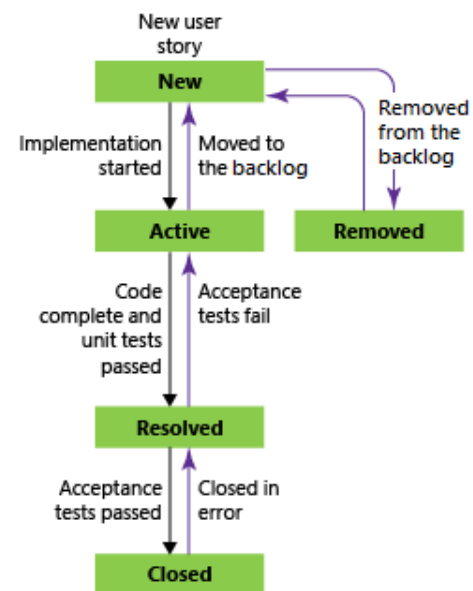 New user
story
New
Implementation
started
Moved to
the backlog
Removed
from the
backlog
Active
Removed
Code
complete and
unit tests
passed
Acceptance
tests fail
Resolved
Acceptance
tests passed
Closed in
error
Closed